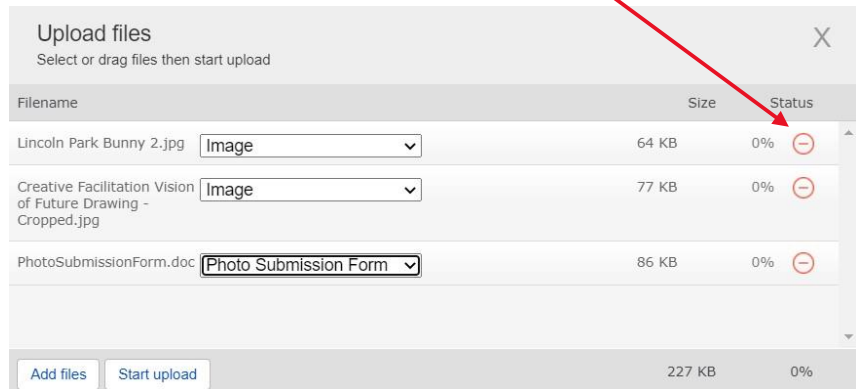 Upload files
X
Select or drag files then start upload
Filename Size Status
Lincoln Park Bunny 2.jpg Image 64 KB 0%
Creative Facilitation Vision Image 77 KB 0%
of Future Drawing -
Cropped.jpg
PhotoSubmissionForm.doc Photo Submission Form 86 KB 0%
Add files Start upload 227 KB 0%